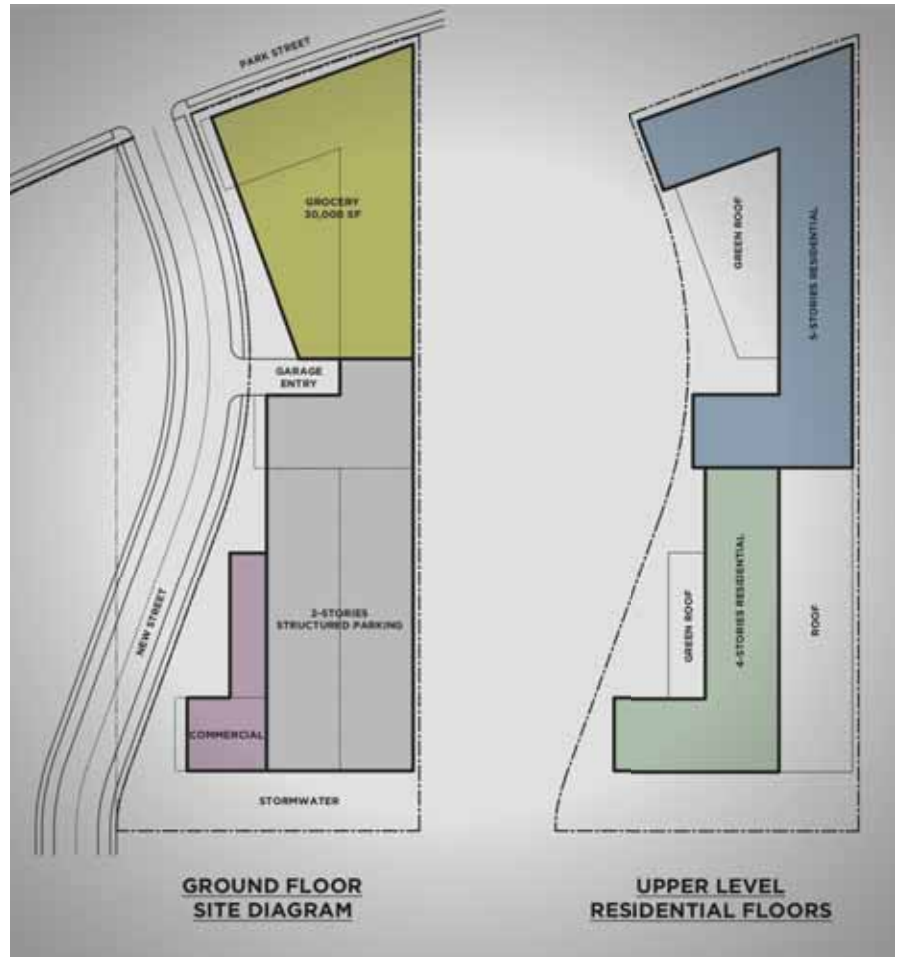 PARK STREET
GROCERY
30,000 SF
GARAGE
ENTRY
NEW STREET
2-STORIES
STRUCTURED PARKING
COMMERCIAL
STORMWATER
GROUND FLOOR
SITE DIAGRAM
GREEN ROOF
5-STORIES RESIDENTIAL
GREEN ROOF
4-STORIES RESIDENTIAL
ROOF
UPPER LEVEL
RESIDENTIAL FLOORS